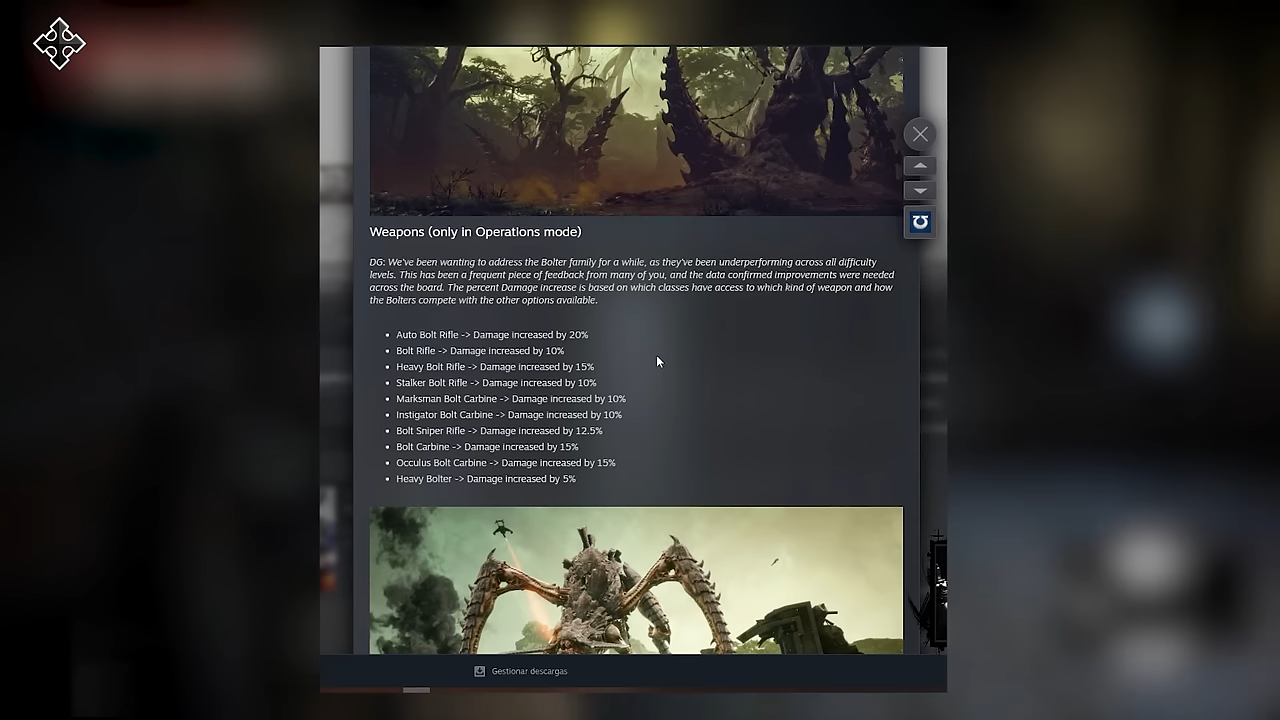 Weapons (only in Operations mode)
DG: We've been wanting to address the Bolter family for a while, as they've been underperforming across all difficulty
levels. This has been a frequent piece of feedback from many of you, and the data confirmed improvements were needed
across the board. The percent Damage increase is based on which classes have access to which kind of weapon and how
the Bolters compete with the other options available.
• Auto Bolt Rifle -> Damage increased by 20%
• Bolt Rifle -> Damage increased by 10%
• Heavy Bolt Rifle -> Damage increased by 15%
• Stalker Bolt Rifle -> Damage increased by 10%
• Marksman Bolt Carbine -> Damage increased by 10%
• Instigator Bolt Carbine -> Damage increased by 10%
• Bolt Sniper Rifle -> Damage increased by 12.5%
• Bolt Carbine -> Damage increased by 15%
• Occulus Bolt Carbine -> Damage increased by 15%
• Heavy Bolter -> Damage increased by 5%
Gestionar descargas